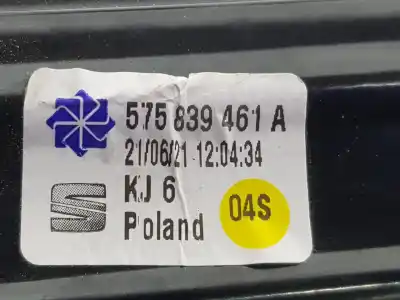 575 839 461 A
21/06/21 12:04:34
KJ 6
04S
Poland